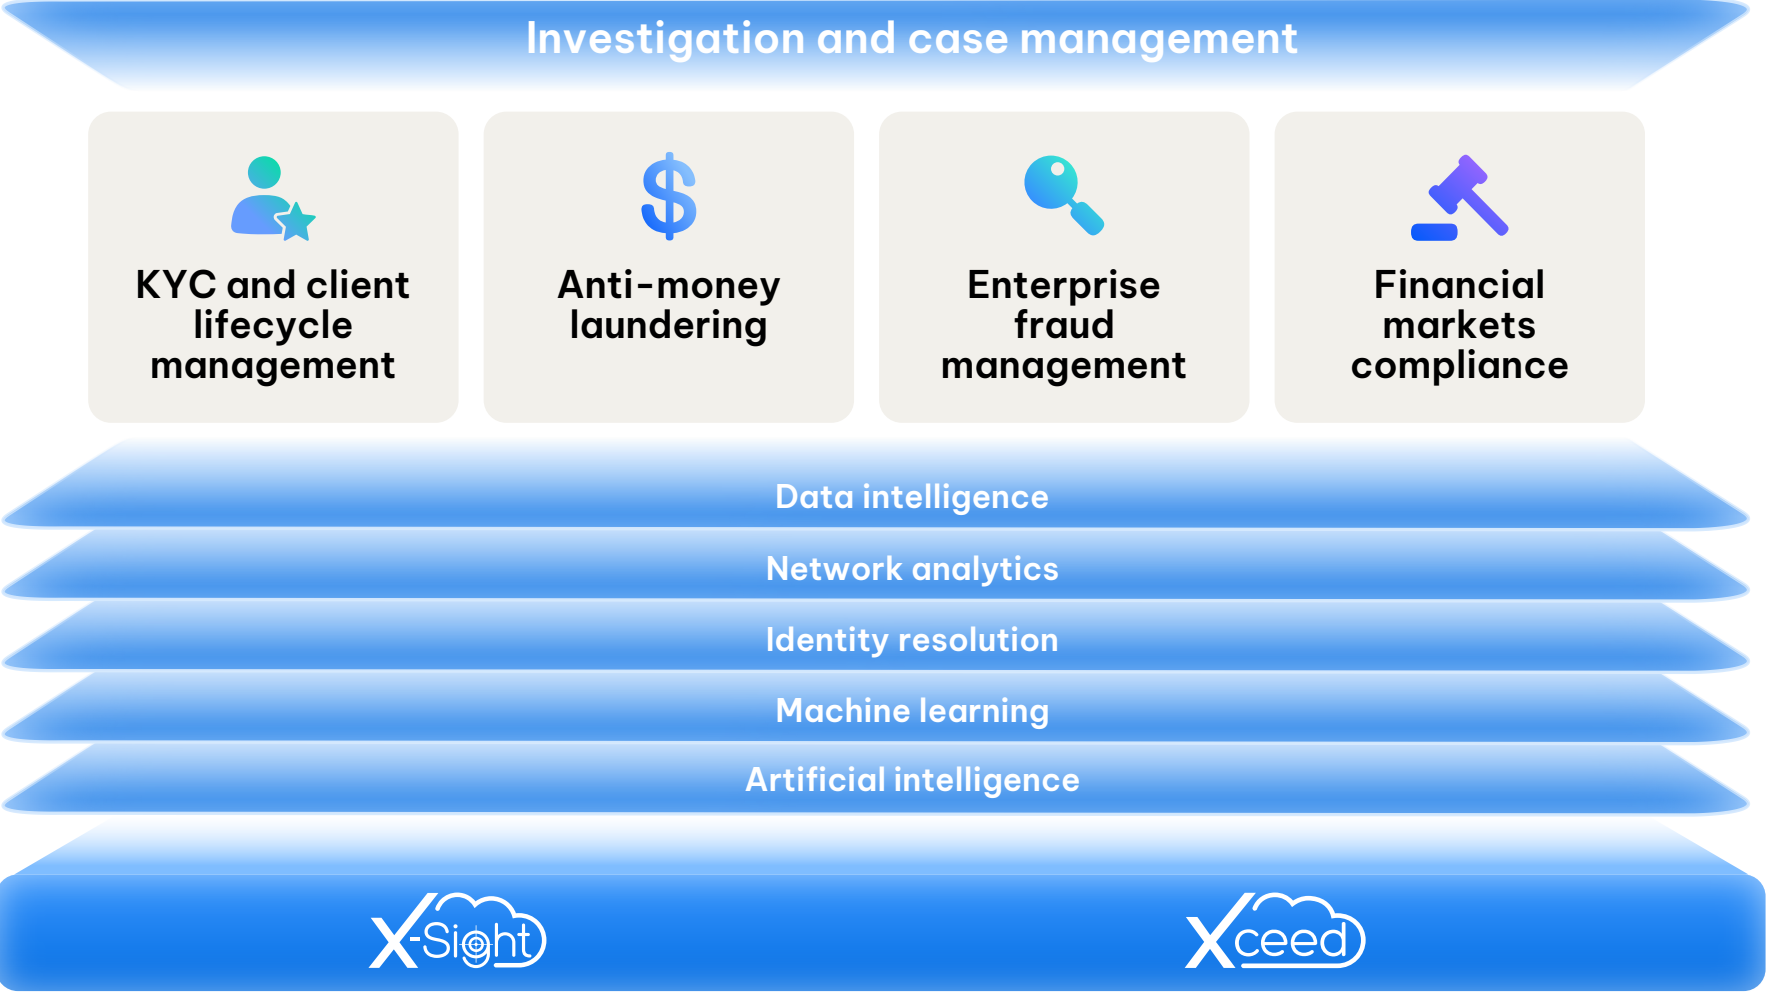 Investigation and case management
KYC and client
lifecycle
management
Anti-money
laundering
Enterprise
fraud
management
Financial
markets
compliance
Data intelligence
Network analytics
Identity resolution
Machine learning
Artificial intelligence
X-Sight
Xceed